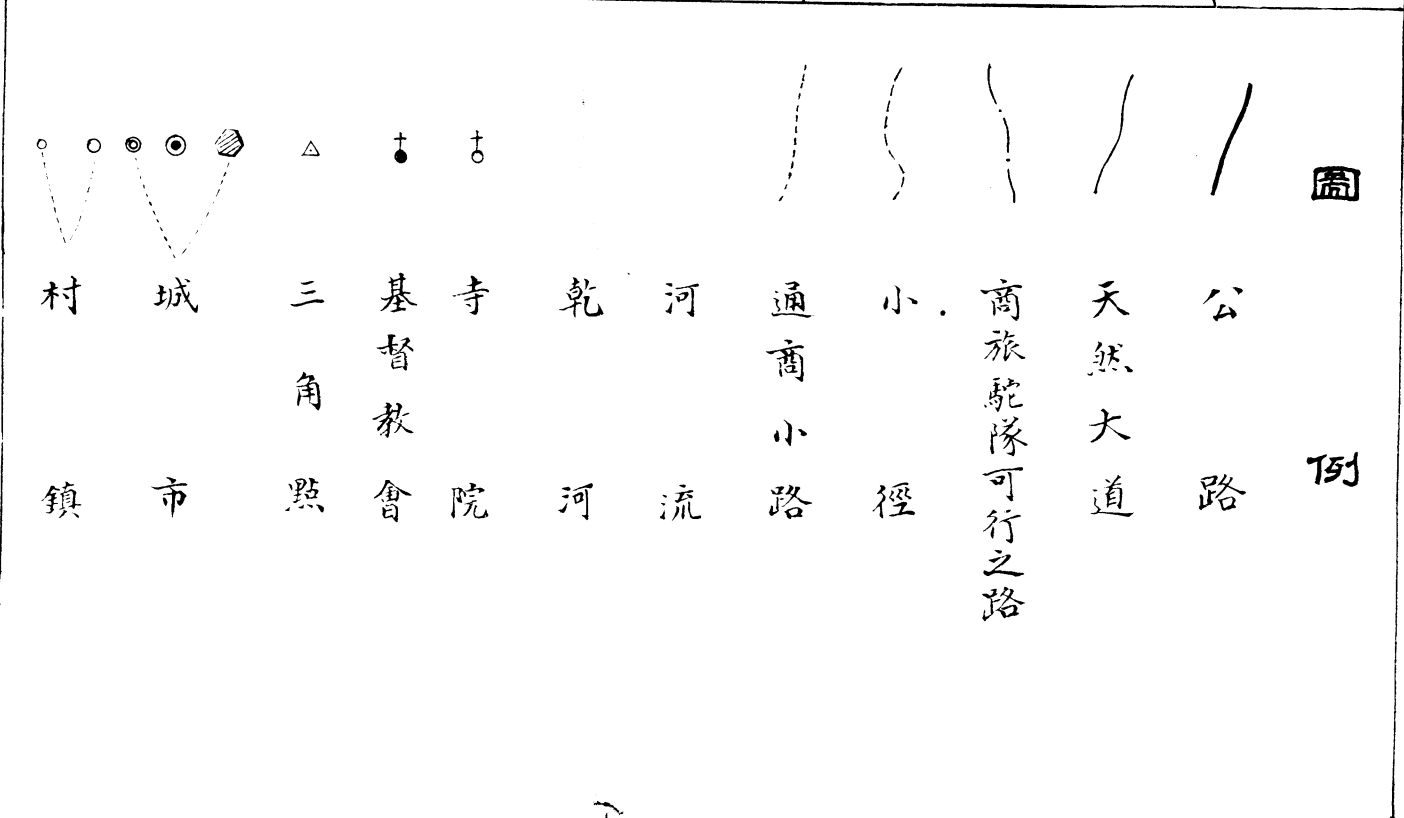 圖例
公路
天然大道
商旅駝隊可行之路
小徑
通商小路
河流
乾河
寺院
基督教會
三角點
城市
村鎮